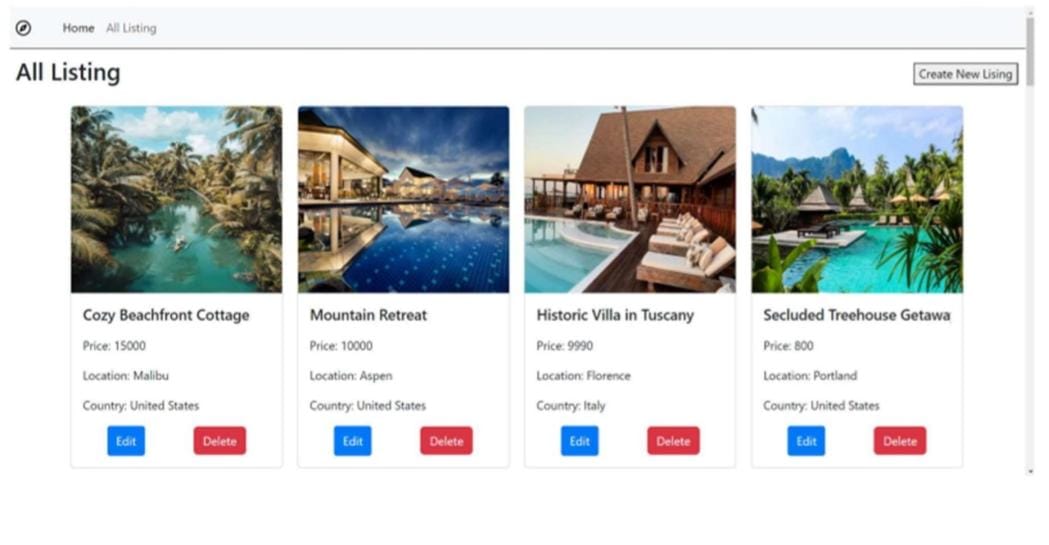 Home All Listing
All Listing
Create New Lising
Cozy Beachfront Cottage
Price: 15000
Location: Malibu
Country: United States
Edit Delete
Mountain Retreat
Price: 10000
Location: Aspen
Country: United States
Edit Delete
Historic Villa in Tuscany
Price: 9990
Location: Florence
Country: Italy
Edit Delete
Secluded Treehouse Getawa
Price: 800
Location: Portland
Country: United States
Edit Delete